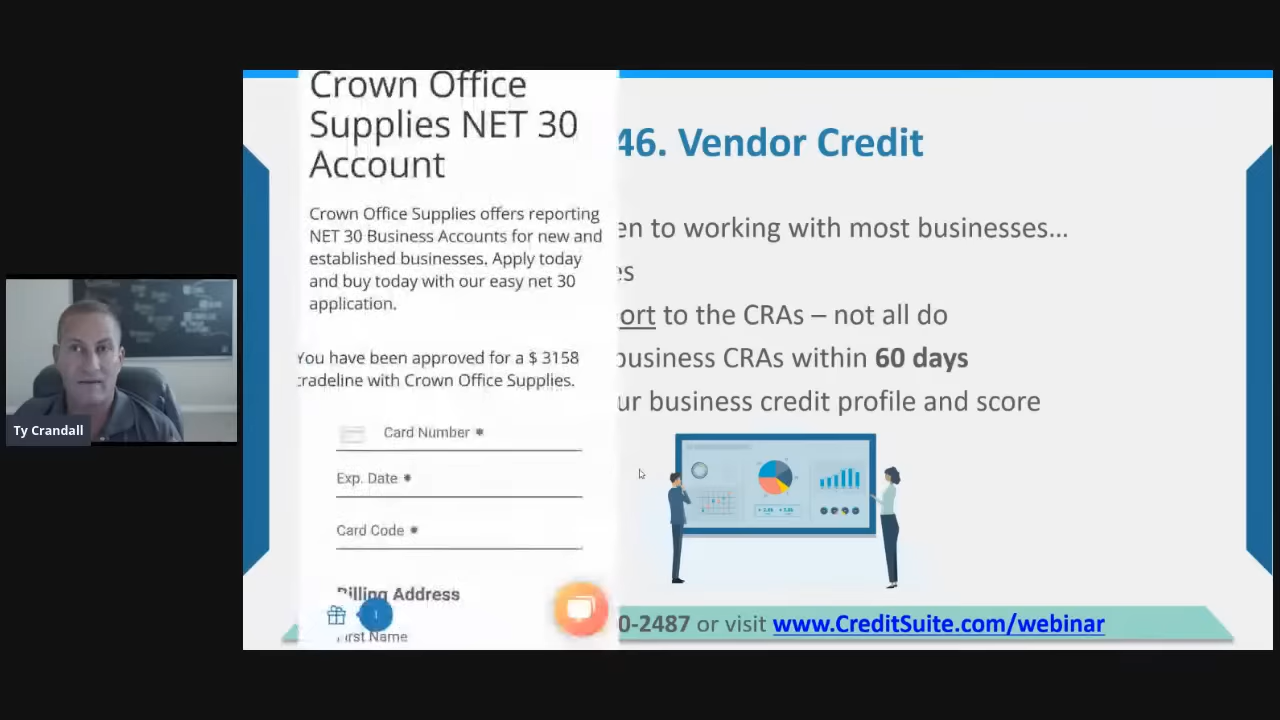 Crown Office
Supplies NET 30
Account
Crown Office Supplies offers reporting
NET 30 Business Accounts for new and
established businesses. Apply today
and buy today with our easy net 30
application.
You have been approved for a $ 3158
tradeline with Crown Office Supplies.
Card Number *
Exp. Date *
Card Code *
Billing Address
First Name
46. Vendor Credit
en to working with most businesses...
es
ort to the CRAs – not all do
business CRAs within 60 days
ur business credit profile and score
0-2487 or visit www.CreditSuite.com/webinar
Ty Crandall